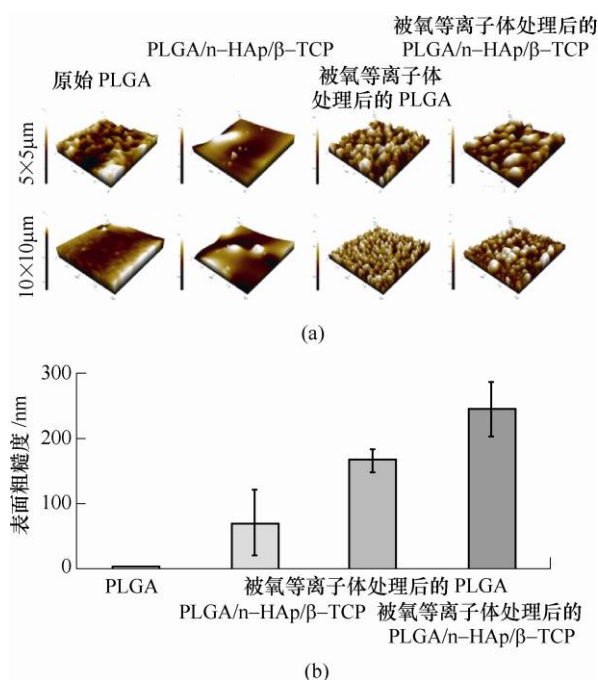 (a)
PLGA/n-HAp/β-TCP
被氧等离子体处理后的
PLGA/n-HAp/β-TCP
原始 PLGA
被氧等离子体
处理后的 PLGA
5×5μm
10×10μm
(a)
表面粗糙度 /nm
300
200
100
0
PLGA
被氧等离子体处理后的 PLGA
PLGA/n-HAp/β-TCP
被氧等离子体处理后的
PLGA/n-HAp/β-TCP
(b)